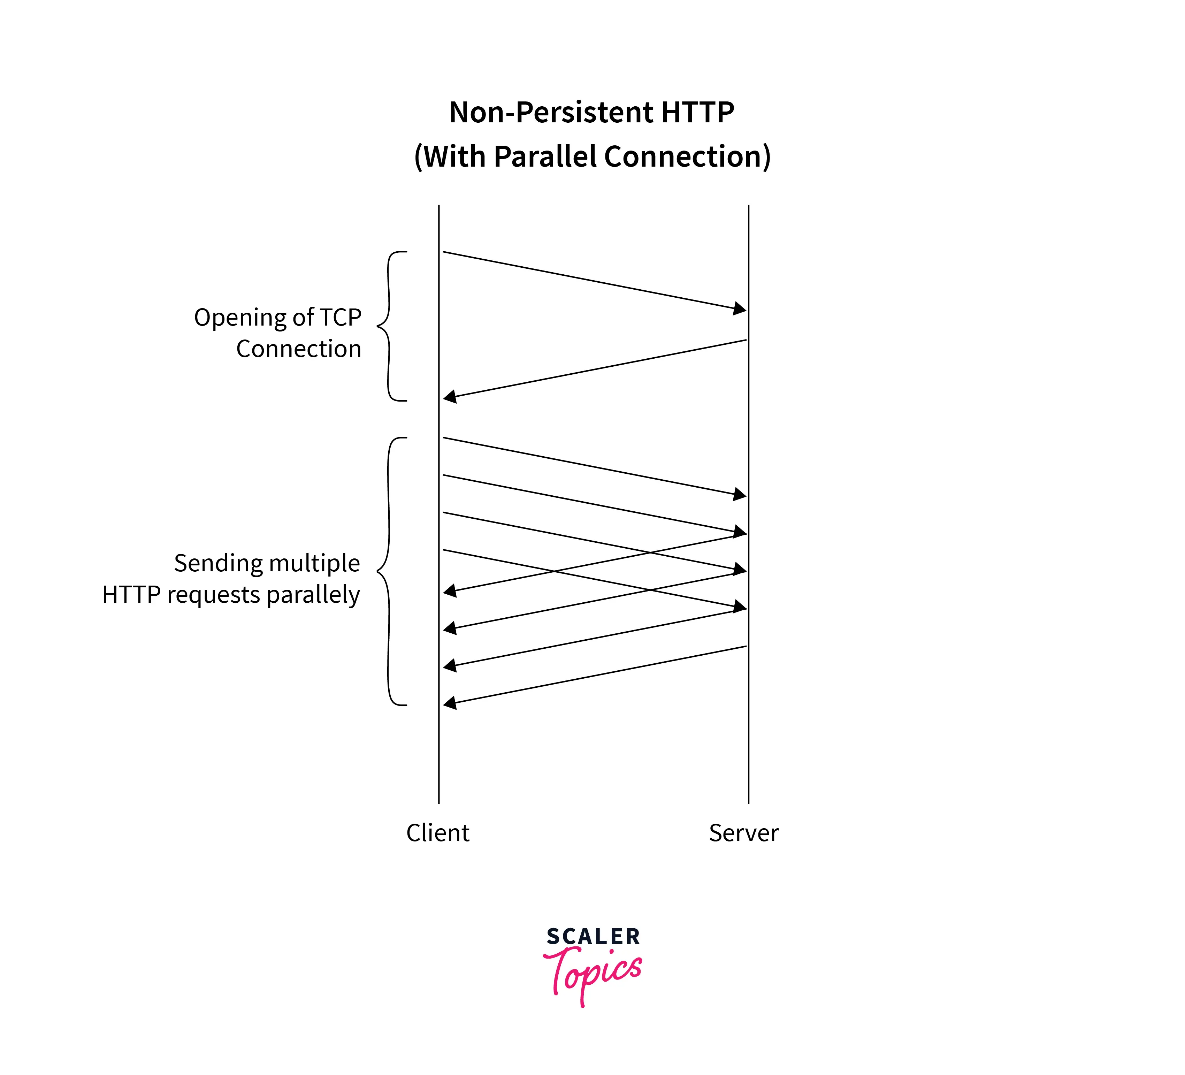 Non-Persistent HTTP
(With Parallel Connection)
Opening of TCP
Connection
Sending multiple
HTTP requests parallely
Client
Server
SCALER
Topics